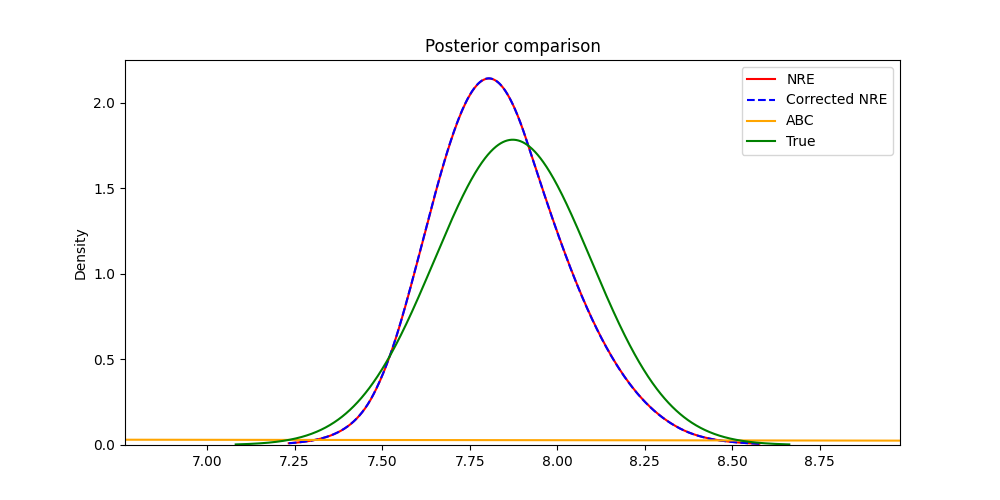 Posterior comparison
NRE
Corrected NRE
ABC
True
Density
2.0
1.5
1.0
0.5
0.0
7.00 7.25 7.50 7.75 8.00 8.25 8.50 8.75